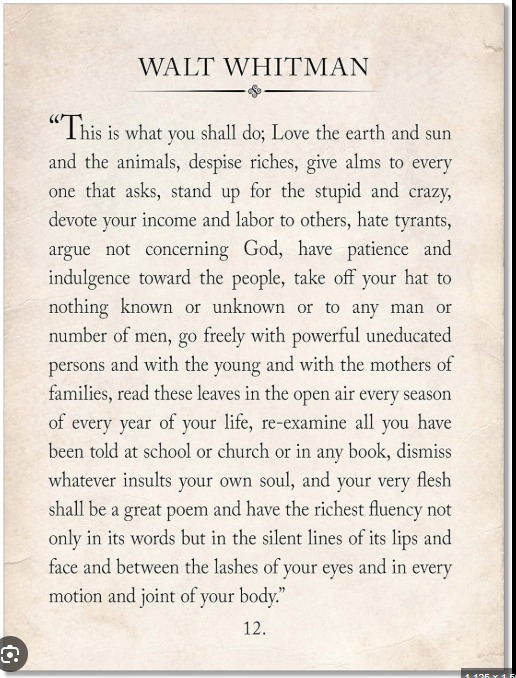 WALT WHITMAN
“This is what you shall do; Love the earth and sun
and the animals, despise riches, give alms to every
one that asks, stand up for the stupid and crazy,
devote your income and labor to others, hate tyrants,
argue not concerning God, have patience and
indulgence toward the people, take off your hat to
nothing known or unknown or to any man or
number of men, go freely with powerful uneducated
persons and with the young and with the mothers of
families, read these leaves in the open air every season
of every year of your life, re-examine all you have
been told at school or church or in any book, dismiss
whatever insults your own soul, and your very flesh
shall be a great poem and have the richest fluency not
only in its words but in the silent lines of its lips and
face and between the lashes of your eyes and in every
motion and joint of your body.”
12.